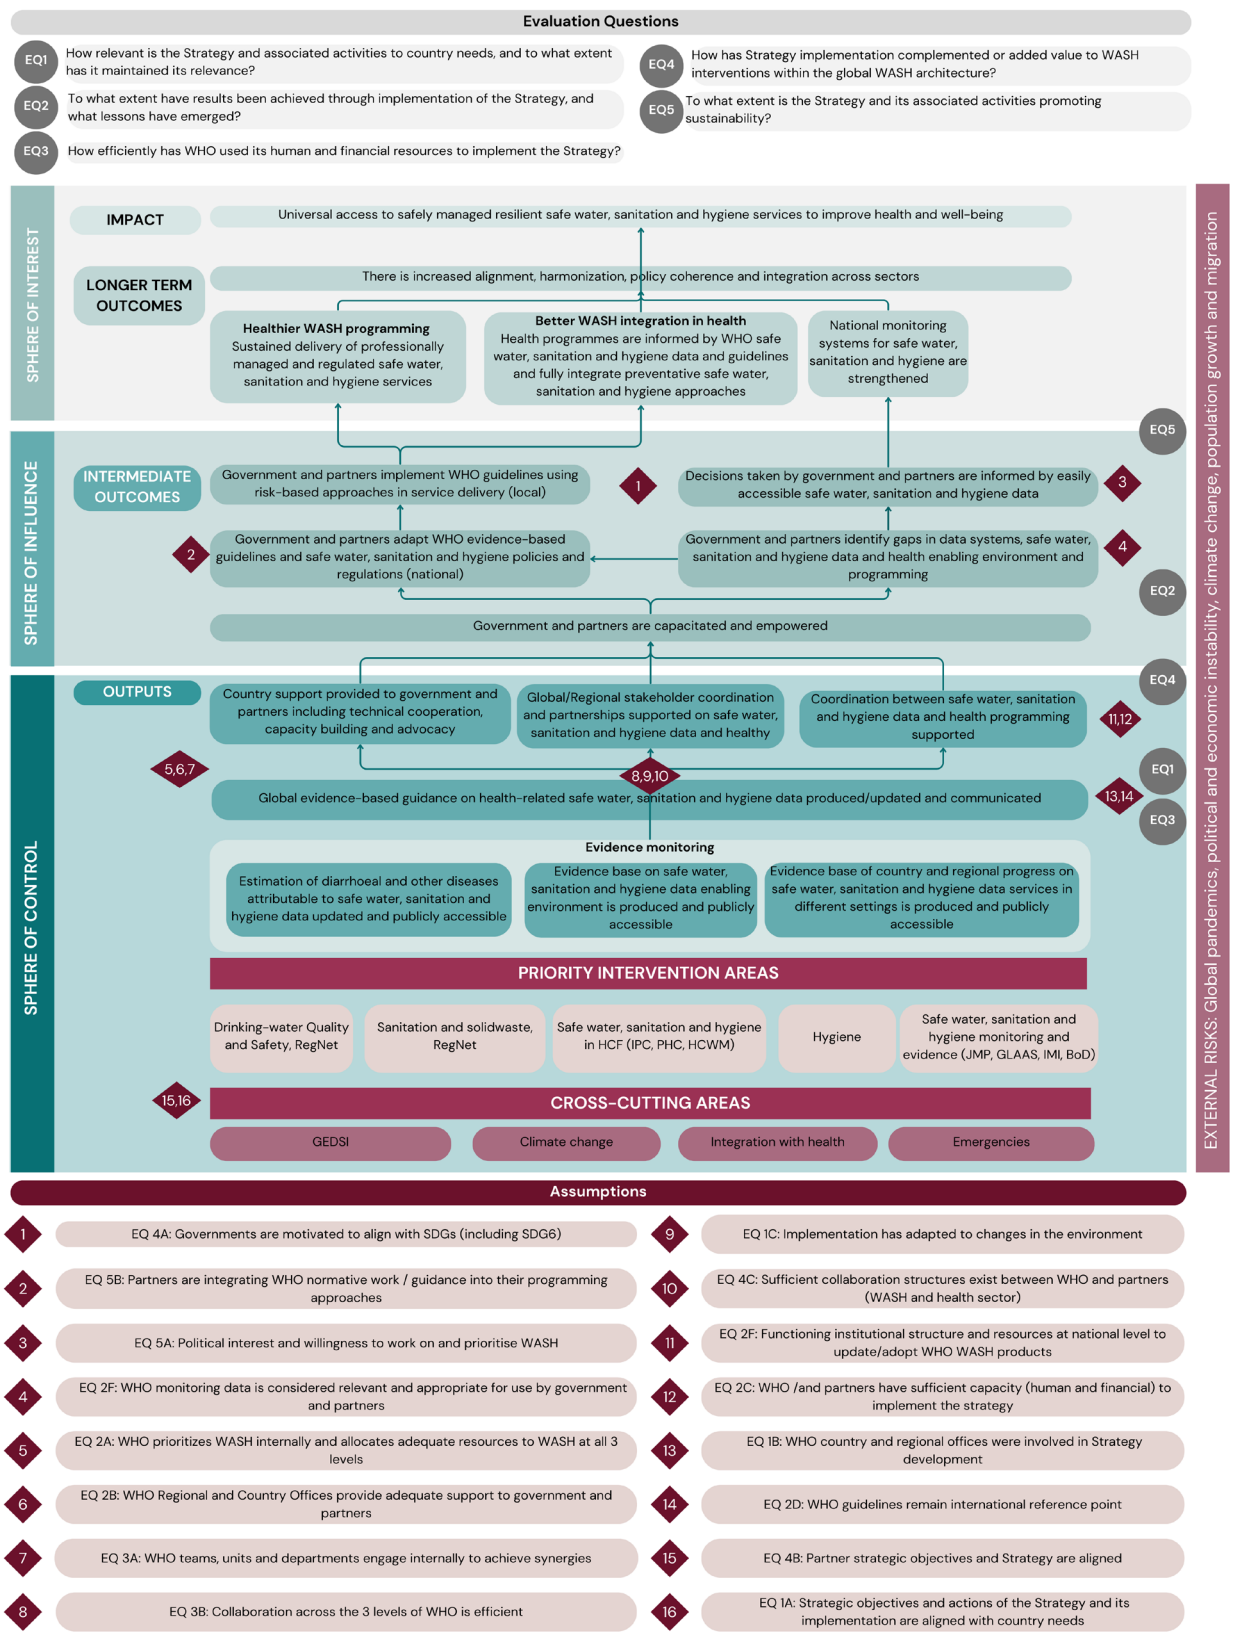 Evaluation Questions
EQ1
How relevant is the Strategy and associated activities to country needs, and to what extent
has it maintained its relevance?
EQ2
To what extent have results been achieved through implementation of the Strategy, and
what lessons have emerged?
EQ3
How efficiently has WHO used its human and financial resources to implement the Strategy?
EQ4
How has Strategy implementation complemented or added value to WASH
interventions within the global WASH architecture?
EQ5
To what extent is the Strategy and its associated activities promoting
sustainability?
SPHERE OF INTEREST
IMPACT
Universal access to safely managed resilient safe water, sanitation and hygiene services to improve health and well-being
LONGER TERM
OUTCOMES
There is increased alignment, harmonization, policy coherence and integration across sectors
Healthier WASH programming
Sustained delivery of professionally
managed and regulated safe water,
sanitation and hygiene services
Better WASH integration in health
Health programmes are informed by WHO safe
water, sanitation and hygiene data and guidelines
and fully integrate preventative safe water,
sanitation and hygiene approaches
National monitoring
systems for safe water,
sanitation and hygiene are
strengthened
EQ5
SPHERE OF INFLUENCE
INTERMEDIATE
OUTCOMES
Government and partners implement WHO guidelines using
risk-based approaches in service delivery (local)
1
Decisions taken by government and partners are informed by easily
accessible safe water, sanitation and hygiene data
3
2
Government and partners adapt WHO evidence-based
guidelines and safe water, sanitation and hygiene policies and
regulations (national)
Government and partners identify gaps in data systems, safe water,
sanitation and hygiene data and health enabling environment and
programming
4
EQ2
Government and partners are capacitated and empowered
SPHERE OF CONTROL
OUTPUTS
EQ4
Country support provided to government and
partners including technical cooperation,
capacity building and advocacy
Global/Regional stakeholder coordination
and partnerships supported on safe water,
sanitation and hygiene data and healthy
Coordination between safe water, sanitation
and hygiene data and health programming
supported
11,12
5,6,7
8,9,10
EQ1
Global evidence-based guidance on health-related safe water, sanitation and hygiene data produced/updated and communicated
13,14
EQ3
Evidence monitoring
Estimation of diarrhoeal and other diseases
attributable to safe water, sanitation and
hygiene data updated and publicly accessible
Evidence base on safe water,
sanitation and hygiene data enabling
environment is produced and publicly
accessible
Evidence base of country and regional progress on
safe water, sanitation and hygiene data services in
different settings is produced and publicly
accessible
PRIORITY INTERVENTION AREAS
Drinking-water Quality
and Safety, RegNet
Sanitation and solidwaste,
RegNet
Safe water, sanitation and hygiene
in HCF (IPC, PHC, HCWM)
Hygiene
Safe water, sanitation and
hygiene monitoring and
evidence (JMP, GLAAS, IMI, BoD)
15,16
CROSS-CUTTING AREAS
GEDSI
Climate change
Integration with health
Emergencies
EXTERNAL RISKS: Global pandemics, political and economic instability, climate change, population growth and migration
Assumptions
1
EQ 4A: Governments are motivated to align with SDGs (including SDG6)
2
EQ 5B: Partners are integrating WHO normative work / guidance into their programming
approaches
3
EQ 5A: Political interest and willingness to work on and prioritise WASH
4
EQ 2F: WHO monitoring data is considered relevant and appropriate for use by government
and partners
5
EQ 2A: WHO prioritizes WASH internally and allocates adequate resources to WASH at all 3
levels
6
EQ 2B: WHO Regional and Country Offices provide adequate support to government and
partners
7
EQ 3A: WHO teams, units and departments engage internally to achieve synergies
8
EQ 3B: Collaboration across the 3 levels of WHO is efficient
9
EQ 1C: Implementation has adapted to changes in the environment
10
EQ 4C: Sufficient collaboration structures exist between WHO and partners
(WASH and health sector)
11
EQ 2F: Functioning institutional structure and resources at national level to
update/adopt WHO WASH products
12
EQ 2C: WHO /and partners have sufficient capacity (human and financial) to
implement the strategy
13
EQ 1B: WHO country and regional offices were involved in Strategy
development
14
EQ 2D: WHO guidelines remain international reference point
15
EQ 4B: Partner strategic objectives and Strategy are aligned
16
EQ 1A: Strategic objectives and actions of the Strategy and its
implementation are aligned with country needs